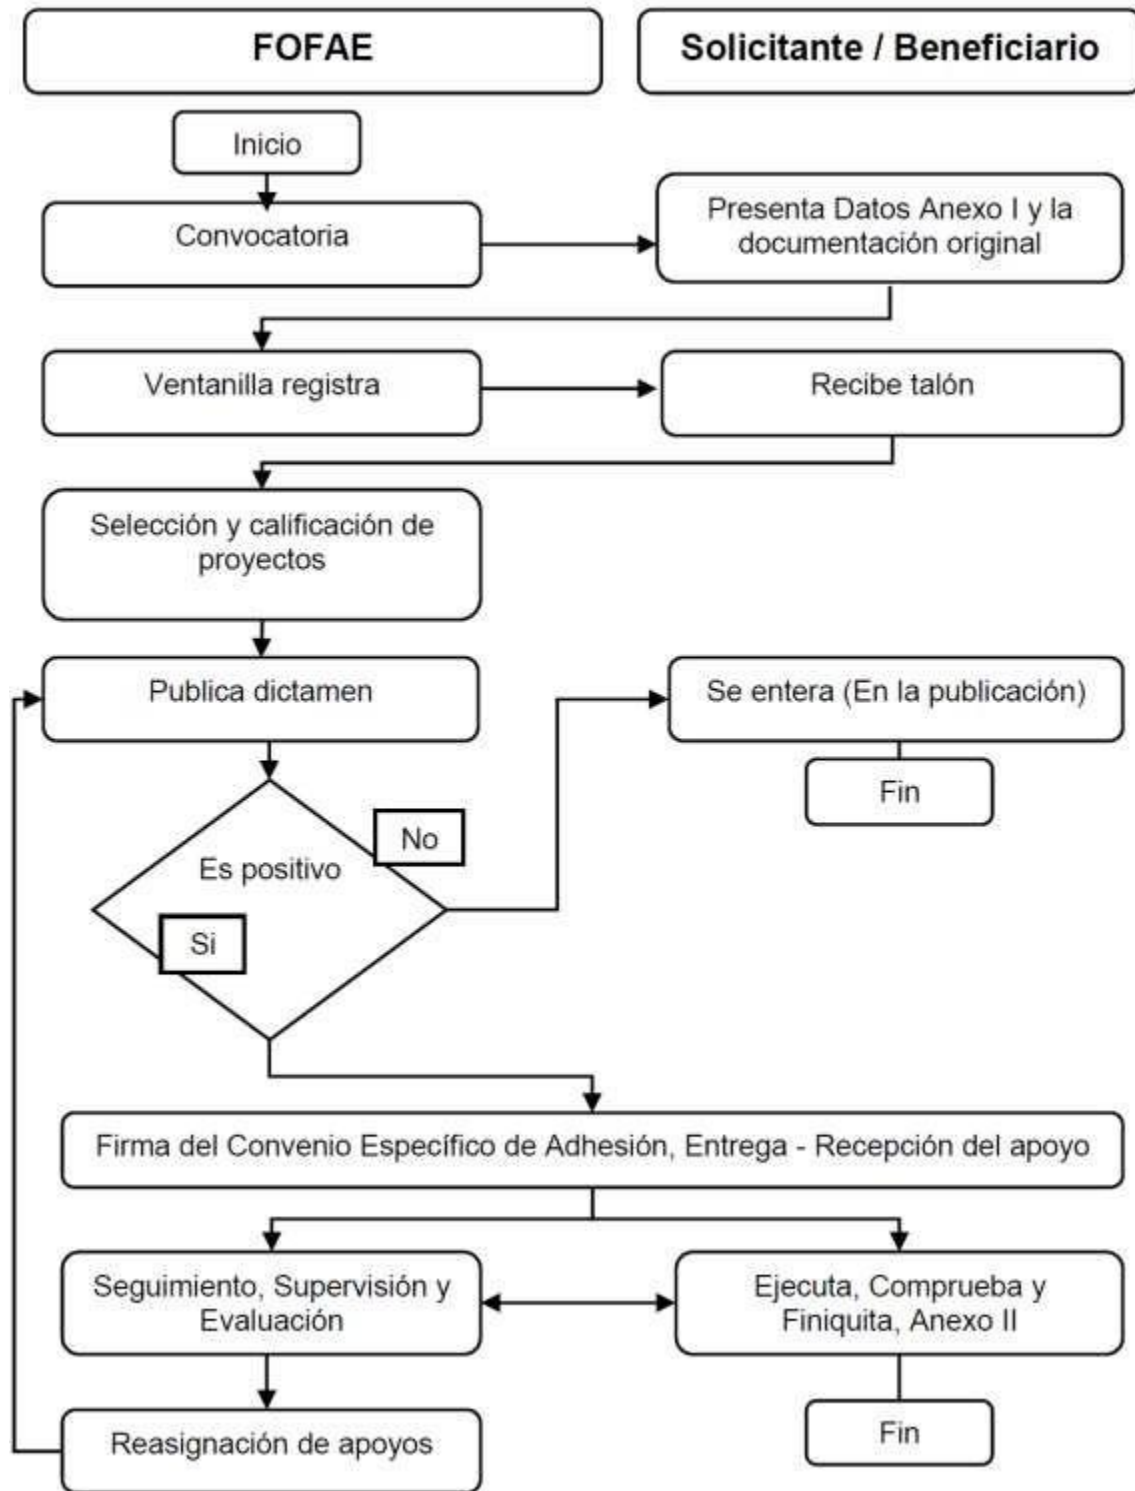 FOFAE
Solicitante / Beneficiario
Inicio
Convocatoria
Presenta Datos Anexo I y la
documentación original
Ventanilla registra
Recibe talón
Selección y calificación de
proyectos
Publica dictamen
Se entera (En la publicación)
Fin
No
Es positivo
Si
Firma del Convenio Específico de Adhesión, Entrega - Recepción del apoyo
Seguimiento, Supervisión y
Evaluación
Ejecuta, Comprueba y
Finiquita, Anexo II
Reasignación de apoyos
Fin